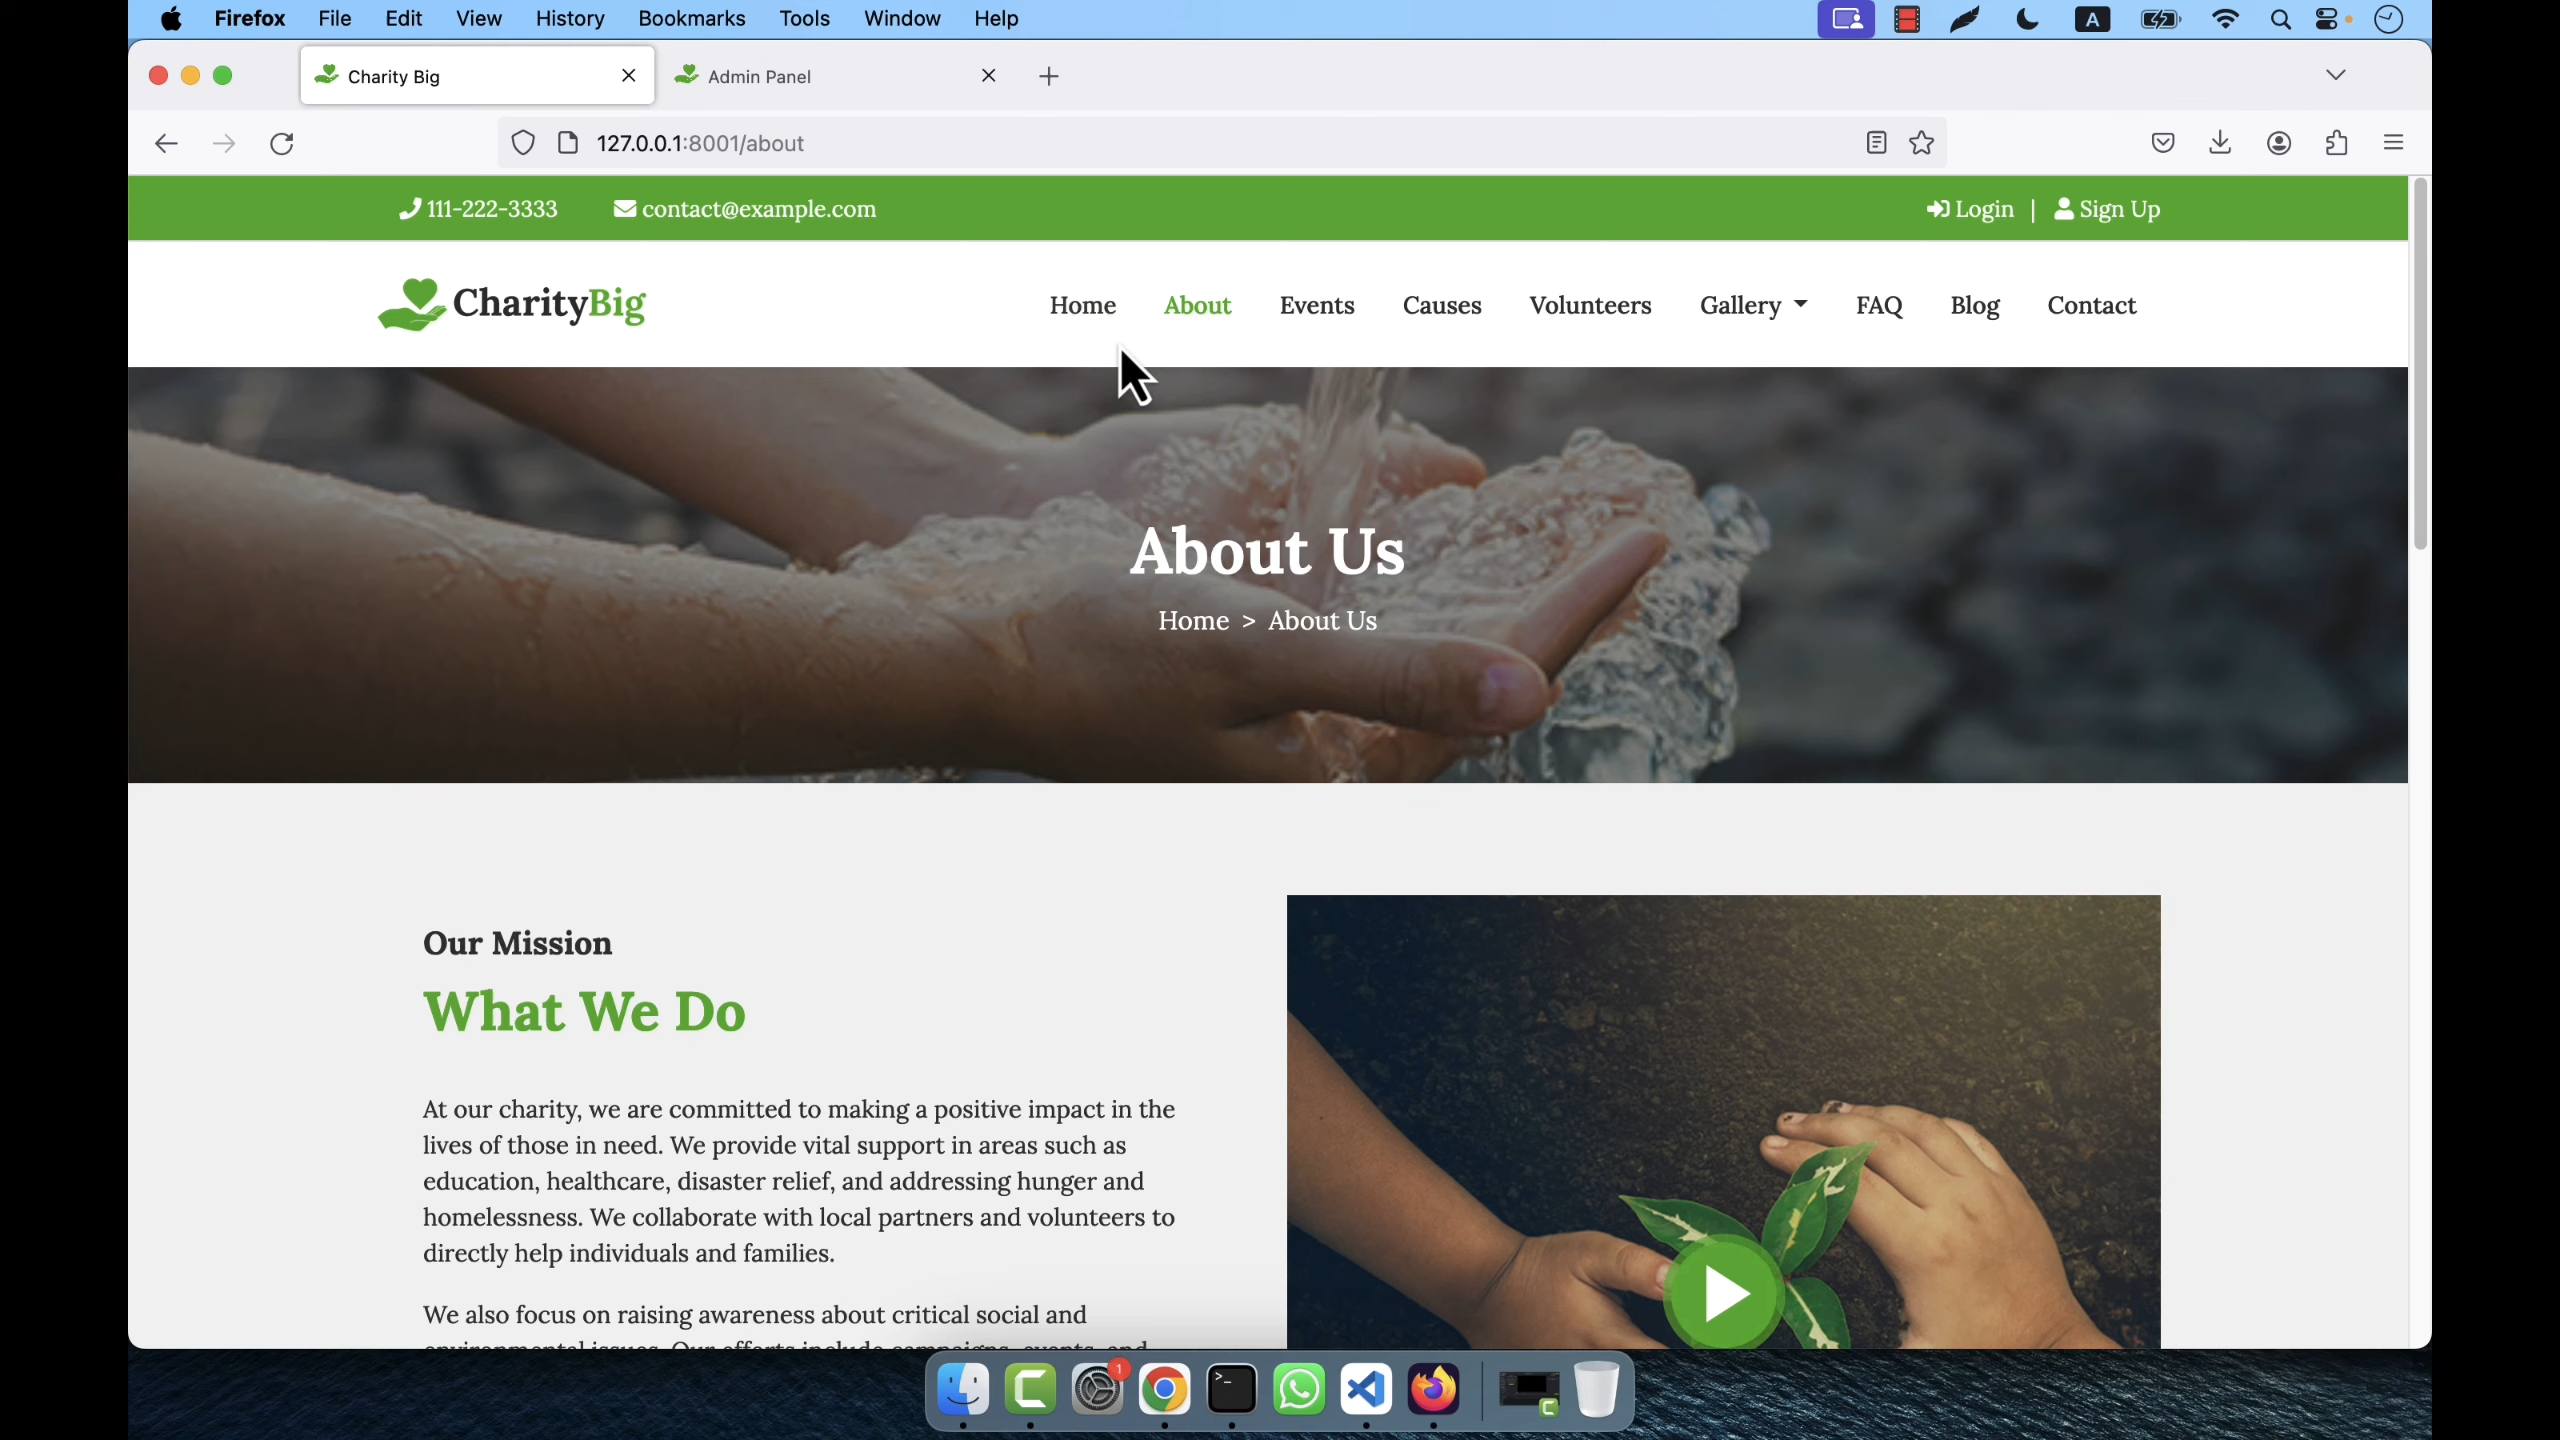 Firefox File Edit View History Bookmarks Tools Window Help A
Charity Big
Admin Panel
127.0.0.1:8001/about
111-222-3333 contact@example.com Login | Sign Up
CharityBig
Home About Events Causes Volunteers Gallery FAQ Blog Contact
About Us
Home > About Us
Our Mission
What We Do
At our charity, we are committed to making a positive impact in the
lives of those in need. We provide vital support in areas such as
education, healthcare, disaster relief, and addressing hunger and
homelessness. We collaborate with local partners and volunteers to
directly help individuals and families.
We also focus on raising awareness about critical social and
environmental issues. Our efforts include campaigns, events, and
1